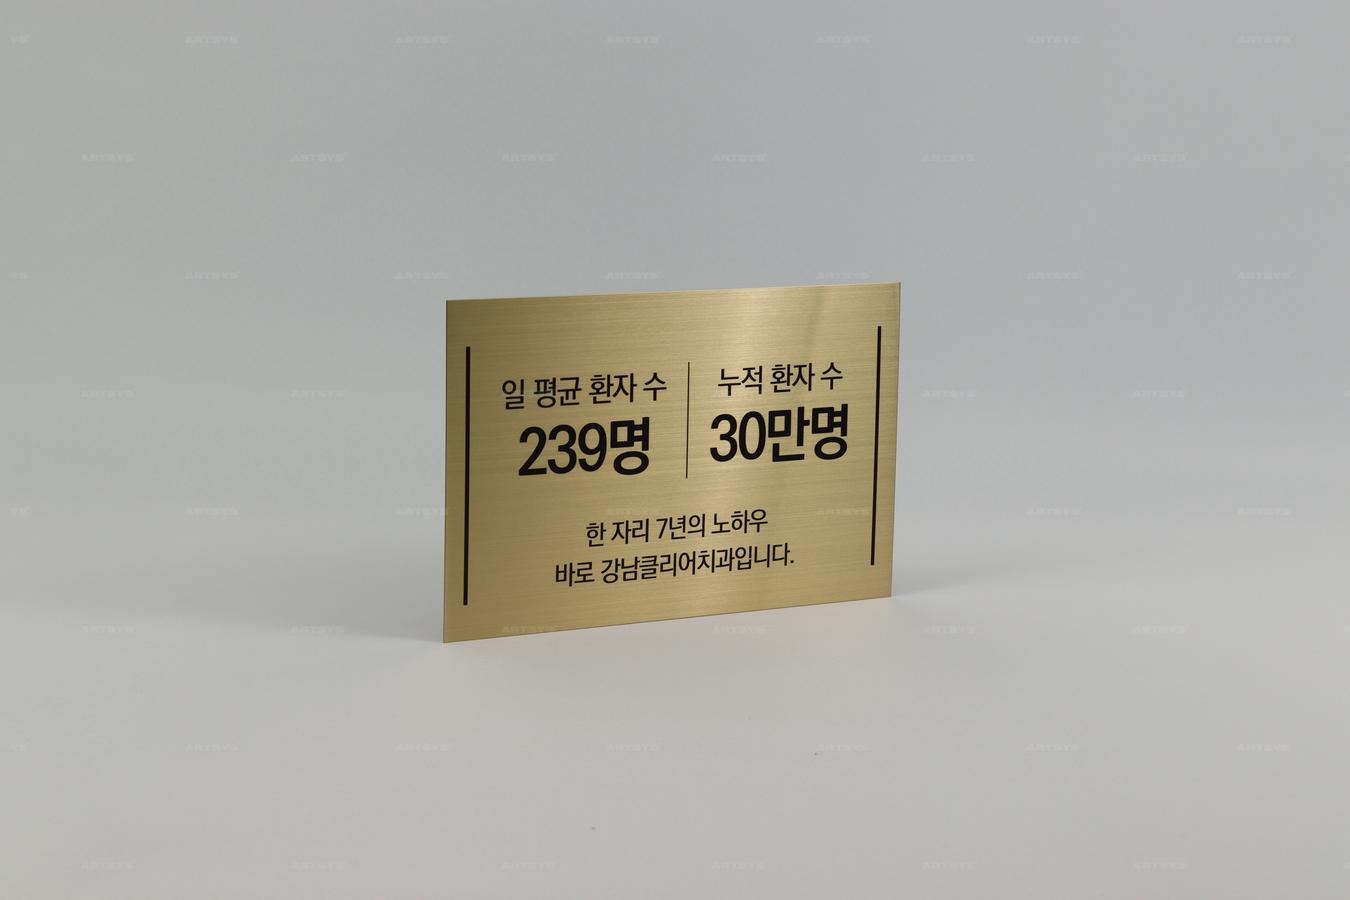 일 평균 환자 수
239명
누적 환자 수
30만명
한 자리 7년의 노하우
바로 강남클리어치과입니다.
ARTSYS